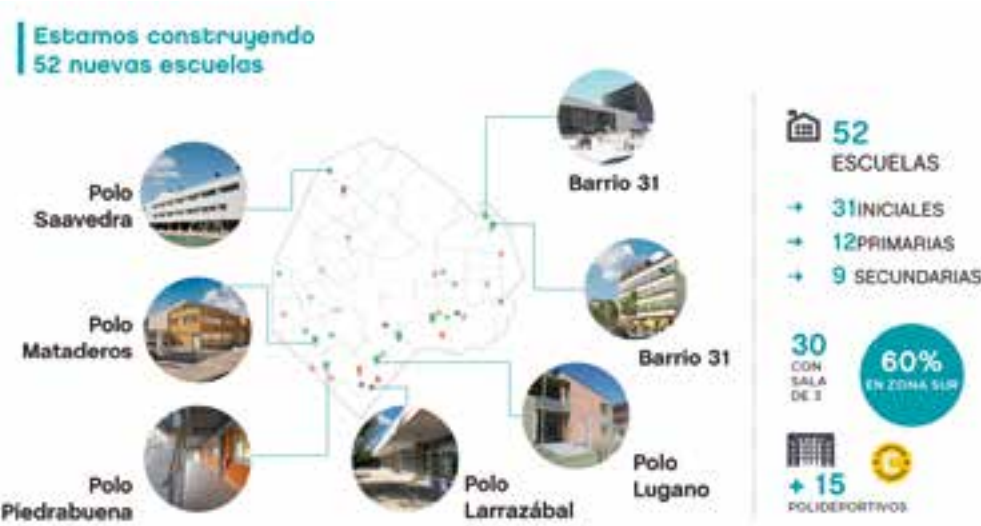 Estamos construyendo
52 nuevas escuelas
Polo
Saavedra
Polo
Mataderos
Polo
Piedrabuena
Polo
Larrazábal
Polo
Lugano
Barrio 31
Barrio 31
52
ESCUELAS
→ 31 INICIALES
→ 12 PRIMARIAS
→ 9 SECUNDARIAS
30
CON
SALA
DE 3
60%
EN ZONA SUR
+ 15
POLIDEPORTIVOS